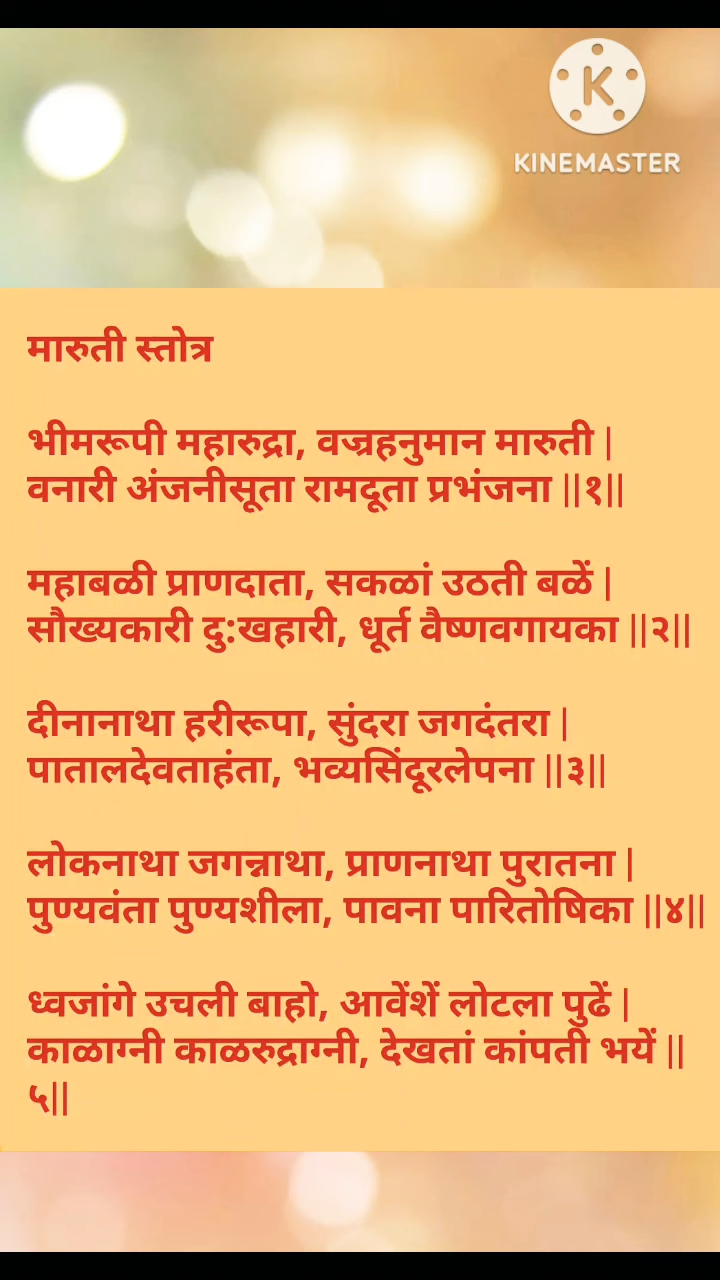 K
KINEMASTER
मारुती स्तोत्र
भीमरूपी महारुद्रा, वज्रहनुमान मारुती |
वनारी अंजनीसूता रामदूता प्रभंजना ||१||
महाबळी प्राणदाता, सकळां उठती बळें |
सौख्यकारी दु:खहारी, धूर्त वैष्णवगायका ||२||
दीनानाथा हरीरूपा, सुंदरा जगदंतरा |
पातालदेवताहंता, भव्यसिंदूरलेपना ||३||
लोकनाथा जगन्नाथा, प्राणनाथा पुरातना |
पुण्यवंता पुण्यशीला, पावना पारितोषिका ||४||
ध्वजांगे उचली बाहो, आवेंशें लोटला पुढें |
काळाग्नी काळरुद्राग्नी, देखतां कांपती भयें ||
५||